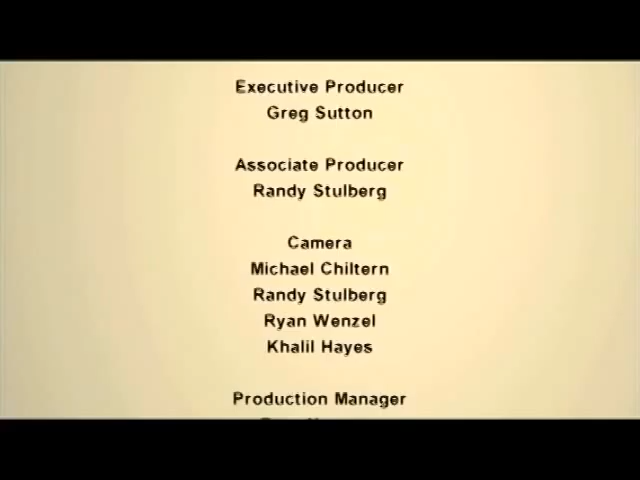 Executive Producer
Greg Sutton
Associate Producer
Randy Stulberg
Camera
Michael Chiltern
Randy Stulberg
Ryan Wenzel
Khalil Hayes
Production Manager